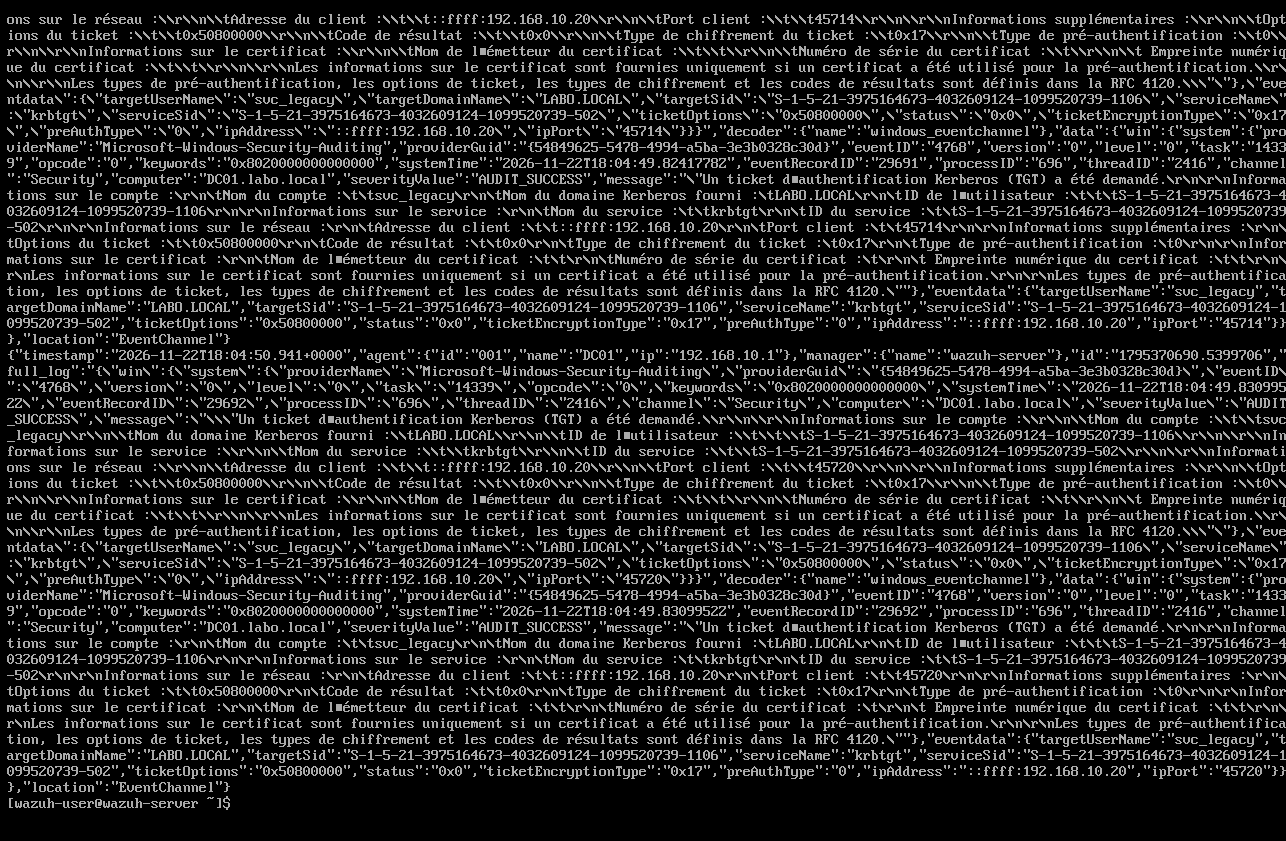 ons sur le réseau :\\r\\n\\tAdresse du client :\\t\\t::ffff:192.168.10.20\\r\\n\\tPort client :\\t\\t45714\\r\\n\\r\\nInformations supplémentaires :\\r\\n\\tOpt
ions du ticket :\\t\\t0x50800000\\r\\n\\tCode de résultat :\\t\\t0x0\\r\\n\\tType de chiffrement du ticket :\\t0x17\\r\\n\\tType de pré-authentification :\\t0\\
r\\n\\r\\nInformations sur le certificat :\\r\\n\\tNom de l■émetteur du certificat :\\t\\t\\r\\n\\tNuméro de série du certificat :\\t\\r\\n\\t Empreinte numériq
ue du certificat :\\t\\t\\r\\n\\r\\nLes informations sur le certificat sont fournies uniquement si un certificat a été utilisé pour la pré-authentification.\\r\
\n\\r\\nLes types de pré-authentification, les options de ticket, les types de chiffrement et les codes de résultats sont définis dans la RFC 4120.\\\"\"},\"eve
ntdata\":{\"targetUserName\":\"svc_legacy\",\"targetDomainName\":\"LABO.LOCAL\",\"targetSid\":\"S-1-5-21-3975164673-4032609124-1099520739-1106\",\"serviceName\"
:\"krbtgt\",\"serviceSid\":\"S-1-5-21-3975164673-4032609124-1099520739-502\",\"ticketOptions\":\"0x50800000\",\"status\":\"0x0\",\"ticketEncryptionType\":\"0x17
\",\"preAuthType\":\"0\",\"ipAddress\":\"::ffff:192.168.10.20\",\"ipPort\":\"45714\"}}}","decoder":{"name":"windows_eventchannel"},"data":{"win":{"system":{"pro
viderName":"Microsoft-Windows-Security-Auditing","providerGuid":"{54849625-5478-4994-a5ba-3e3b0328c30d}","eventID":"4768","version":"0","level":"0","task":"1433
9","opcode":"0","keywords":"0x8020000000000000","systemTime":"2026-11-22T18:04:49.8241778Z","eventRecordID":"29691","processID":"696","threadID":"2416","channel
":"Security","computer":"DC01.labo.local","severityValue":"AUDIT_SUCCESS","message":"\"Un ticket d■authentification Kerberos (TGT) a été demandé.\r\n\r\nInforma
tions sur le compte :\r\n\tNom du compte :\t\tsvc_legacy\r\n\tNom du domaine Kerberos fourni :\tLABO.LOCAL\r\n\tID de l■utilisateur :\t\t\tS-1-5-21-3975164673-4
032609124-1099520739-1106\r\n\r\nInformations sur le service :\r\n\tNom du service :\t\tkrbtgt\r\n\tID du service :\t\tS-1-5-21-3975164673-4032609124-1099520739
-502\r\n\r\nInformations sur le réseau :\r\n\tAdresse du client :\t\t::ffff:192.168.10.20\r\n\tPort client :\t\t45714\r\n\r\nInformations supplémentaires :\r\n\
tOptions du ticket :\t\t0x50800000\r\n\tCode de résultat :\t\t0x0\r\n\tType de chiffrement du ticket :\t0x17\r\n\tType de pré-authentification :\t0\r\n\r\nInfor
mations sur le certificat :\r\n\tNom de l■émetteur du certificat :\t\t\r\n\tNuméro de série du certificat :\t\r\n\t Empreinte numérique du certificat :\t\t\r\n\
r\nLes informations sur le certificat sont fournies uniquement si un certificat a été utilisé pour la pré-authentification.\r\n\r\nLes types de pré-authentifica
tion, les options de ticket, les types de chiffrement et les codes de résultats sont définis dans la RFC 4120.\""},"eventdata":{"targetUserName":"svc_legacy","t
argetDomainName":"LABO.LOCAL","targetSid":"S-1-5-21-3975164673-4032609124-1099520739-1106","serviceName":"krbtgt","serviceSid":"S-1-5-21-3975164673-4032609124-1
099520739-502","ticketOptions":"0x50800000","status":"0x0","ticketEncryptionType":"0x17","preAuthType":"0","ipAddress":"::ffff:192.168.10.20","ipPort":"45714"}}
},"location":"EventChannel"}
{"timestamp":"2026-11-22T18:04:50.941+0000","agent":{"id":"001","name":"DC01","ip":"192.168.10.1"},"manager":{"name":"wazuh-server"},"id":"1795370690.5399706","
full_log":"{\"win\":{\"system\":{\"providerName\":\"Microsoft-Windows-Security-Auditing\",\"providerGuid\":\"{54849625-5478-4994-a5ba-3e3b0328c30d}\",\"eventID\
":\"4768\",\"version\":\"0\",\"level\":\"0\",\"task\":\"14339\",\"opcode\":\"0\",\"keywords\":\"0x8020000000000000\",\"systemTime\":\"2026-11-22T18:04:49.830995
2Z\",\"eventRecordID\":\"29692\",\"processID\":\"696\",\"threadID\":\"2416\",\"channel\":\"Security\",\"computer\":\"DC01.labo.local\",\"severityValue\":\"AUDIT
_SUCCESS\",\"message\":\"\\\"Un ticket d■authentification Kerberos (TGT) a été demandé.\\r\\n\\r\\nInformations sur le compte :\\r\\n\\tNom du compte :\\t\\tsvc
_legacy\\r\\n\\tNom du domaine Kerberos fourni :\\tLABO.LOCAL\\r\\n\\tID de l■utilisateur :\\t\\t\\tS-1-5-21-3975164673-4032609124-1099520739-1106\\r\\n\\r\\nIn
formations sur le service :\\r\\n\\tNom du service :\\t\\tkrbtgt\\r\\n\\tID du service :\\t\\tS-1-5-21-3975164673-4032609124-1099520739-502\\r\\n\\r\\nInformati
ons sur le réseau :\\r\\n\\tAdresse du client :\\t\\t::ffff:192.168.10.20\\r\\n\\tPort client :\\t\\t45720\\r\\n\\r\\nInformations supplémentaires :\\r\\n\\tOpt
ions du ticket :\\t\\t0x50800000\\r\\n\\tCode de résultat :\\t\\t0x0\\r\\n\\tType de chiffrement du ticket :\\t0x17\\r\\n\\tType de pré-authentification :\\t0\\
r\\n\\r\\nInformations sur le certificat :\\r\\n\\tNom de l■émetteur du certificat :\\t\\t\\r\\n\\tNuméro de série du certificat :\\t\\r\\n\\t Empreinte numériq
ue du certificat :\\t\\t\\r\\n\\r\\nLes informations sur le certificat sont fournies uniquement si un certificat a été utilisé pour la pré-authentification.\\r\
\n\\r\\nLes types de pré-authentification, les options de ticket, les types de chiffrement et les codes de résultats sont définis dans la RFC 4120.\\\"\"},\"eve
ntdata\":{\"targetUserName\":\"svc_legacy\",\"targetDomainName\":\"LABO.LOCAL\",\"targetSid\":\"S-1-5-21-3975164673-4032609124-1099520739-1106\",\"serviceName\"
:\"krbtgt\",\"serviceSid\":\"S-1-5-21-3975164673-4032609124-1099520739-502\",\"ticketOptions\":\"0x50800000\",\"status\":\"0x0\",\"ticketEncryptionType\":\"0x17
\",\"preAuthType\":\"0\",\"ipAddress\":\"::ffff:192.168.10.20\",\"ipPort\":\"45720\"}}}","decoder":{"name":"windows_eventchannel"},"data":{"win":{"system":{"pro
viderName":"Microsoft-Windows-Security-Auditing","providerGuid":"{54849625-5478-4994-a5ba-3e3b0328c30d}","eventID":"4768","version":"0","level":"0","task":"1433
9","opcode":"0","keywords":"0x8020000000000000","systemTime":"2026-11-22T18:04:49.8309952Z","eventRecordID":"29692","processID":"696","threadID":"2416","channel
":"Security","computer":"DC01.labo.local","severityValue":"AUDIT_SUCCESS","message":"\"Un ticket d■authentification Kerberos (TGT) a été demandé.\r\n\r\nInforma
tions sur le compte :\r\n\tNom du compte :\t\tsvc_legacy\r\n\tNom du domaine Kerberos fourni :\tLABO.LOCAL\r\n\tID de l■utilisateur :\t\t\tS-1-5-21-3975164673-4
032609124-1099520739-1106\r\n\r\nInformations sur le service :\r\n\tNom du service :\t\tkrbtgt\r\n\tID du service :\t\tS-1-5-21-3975164673-4032609124-1099520739
-502\r\n\r\nInformations sur le réseau :\r\n\tAdresse du client :\t\t::ffff:192.168.10.20\r\n\tPort client :\t\t45720\r\n\r\nInformations supplémentaires :\r\n\
tOptions du ticket :\t\t0x50800000\r\n\tCode de résultat :\t\t0x0\r\n\tType de chiffrement du ticket :\t0x17\r\n\tType de pré-authentification :\t0\r\n\r\nInfor
mations sur le certificat :\r\n\tNom de l■émetteur du certificat :\t\t\r\n\tNuméro de série du certificat :\t\r\n\t Empreinte numérique du certificat :\t\t\r\n\
r\nLes informations sur le certificat sont fournies uniquement si un certificat a été utilisé pour la pré-authentification.\r\n\r\nLes types de pré-authentifica
tion, les options de ticket, les types de chiffrement et les codes de résultats sont définis dans la RFC 4120.\""},"eventdata":{"targetUserName":"svc_legacy","t
argetDomainName":"LABO.LOCAL","targetSid":"S-1-5-21-3975164673-4032609124-1099520739-1106","serviceName":"krbtgt","serviceSid":"S-1-5-21-3975164673-4032609124-1
099520739-502","ticketOptions":"0x50800000","status":"0x0","ticketEncryptionType":"0x17","preAuthType":"0","ipAddress":"::ffff:192.168.10.20","ipPort":"45720"}}
},"location":"EventChannel"}
[wazuh-user@wazuh-server ~]$